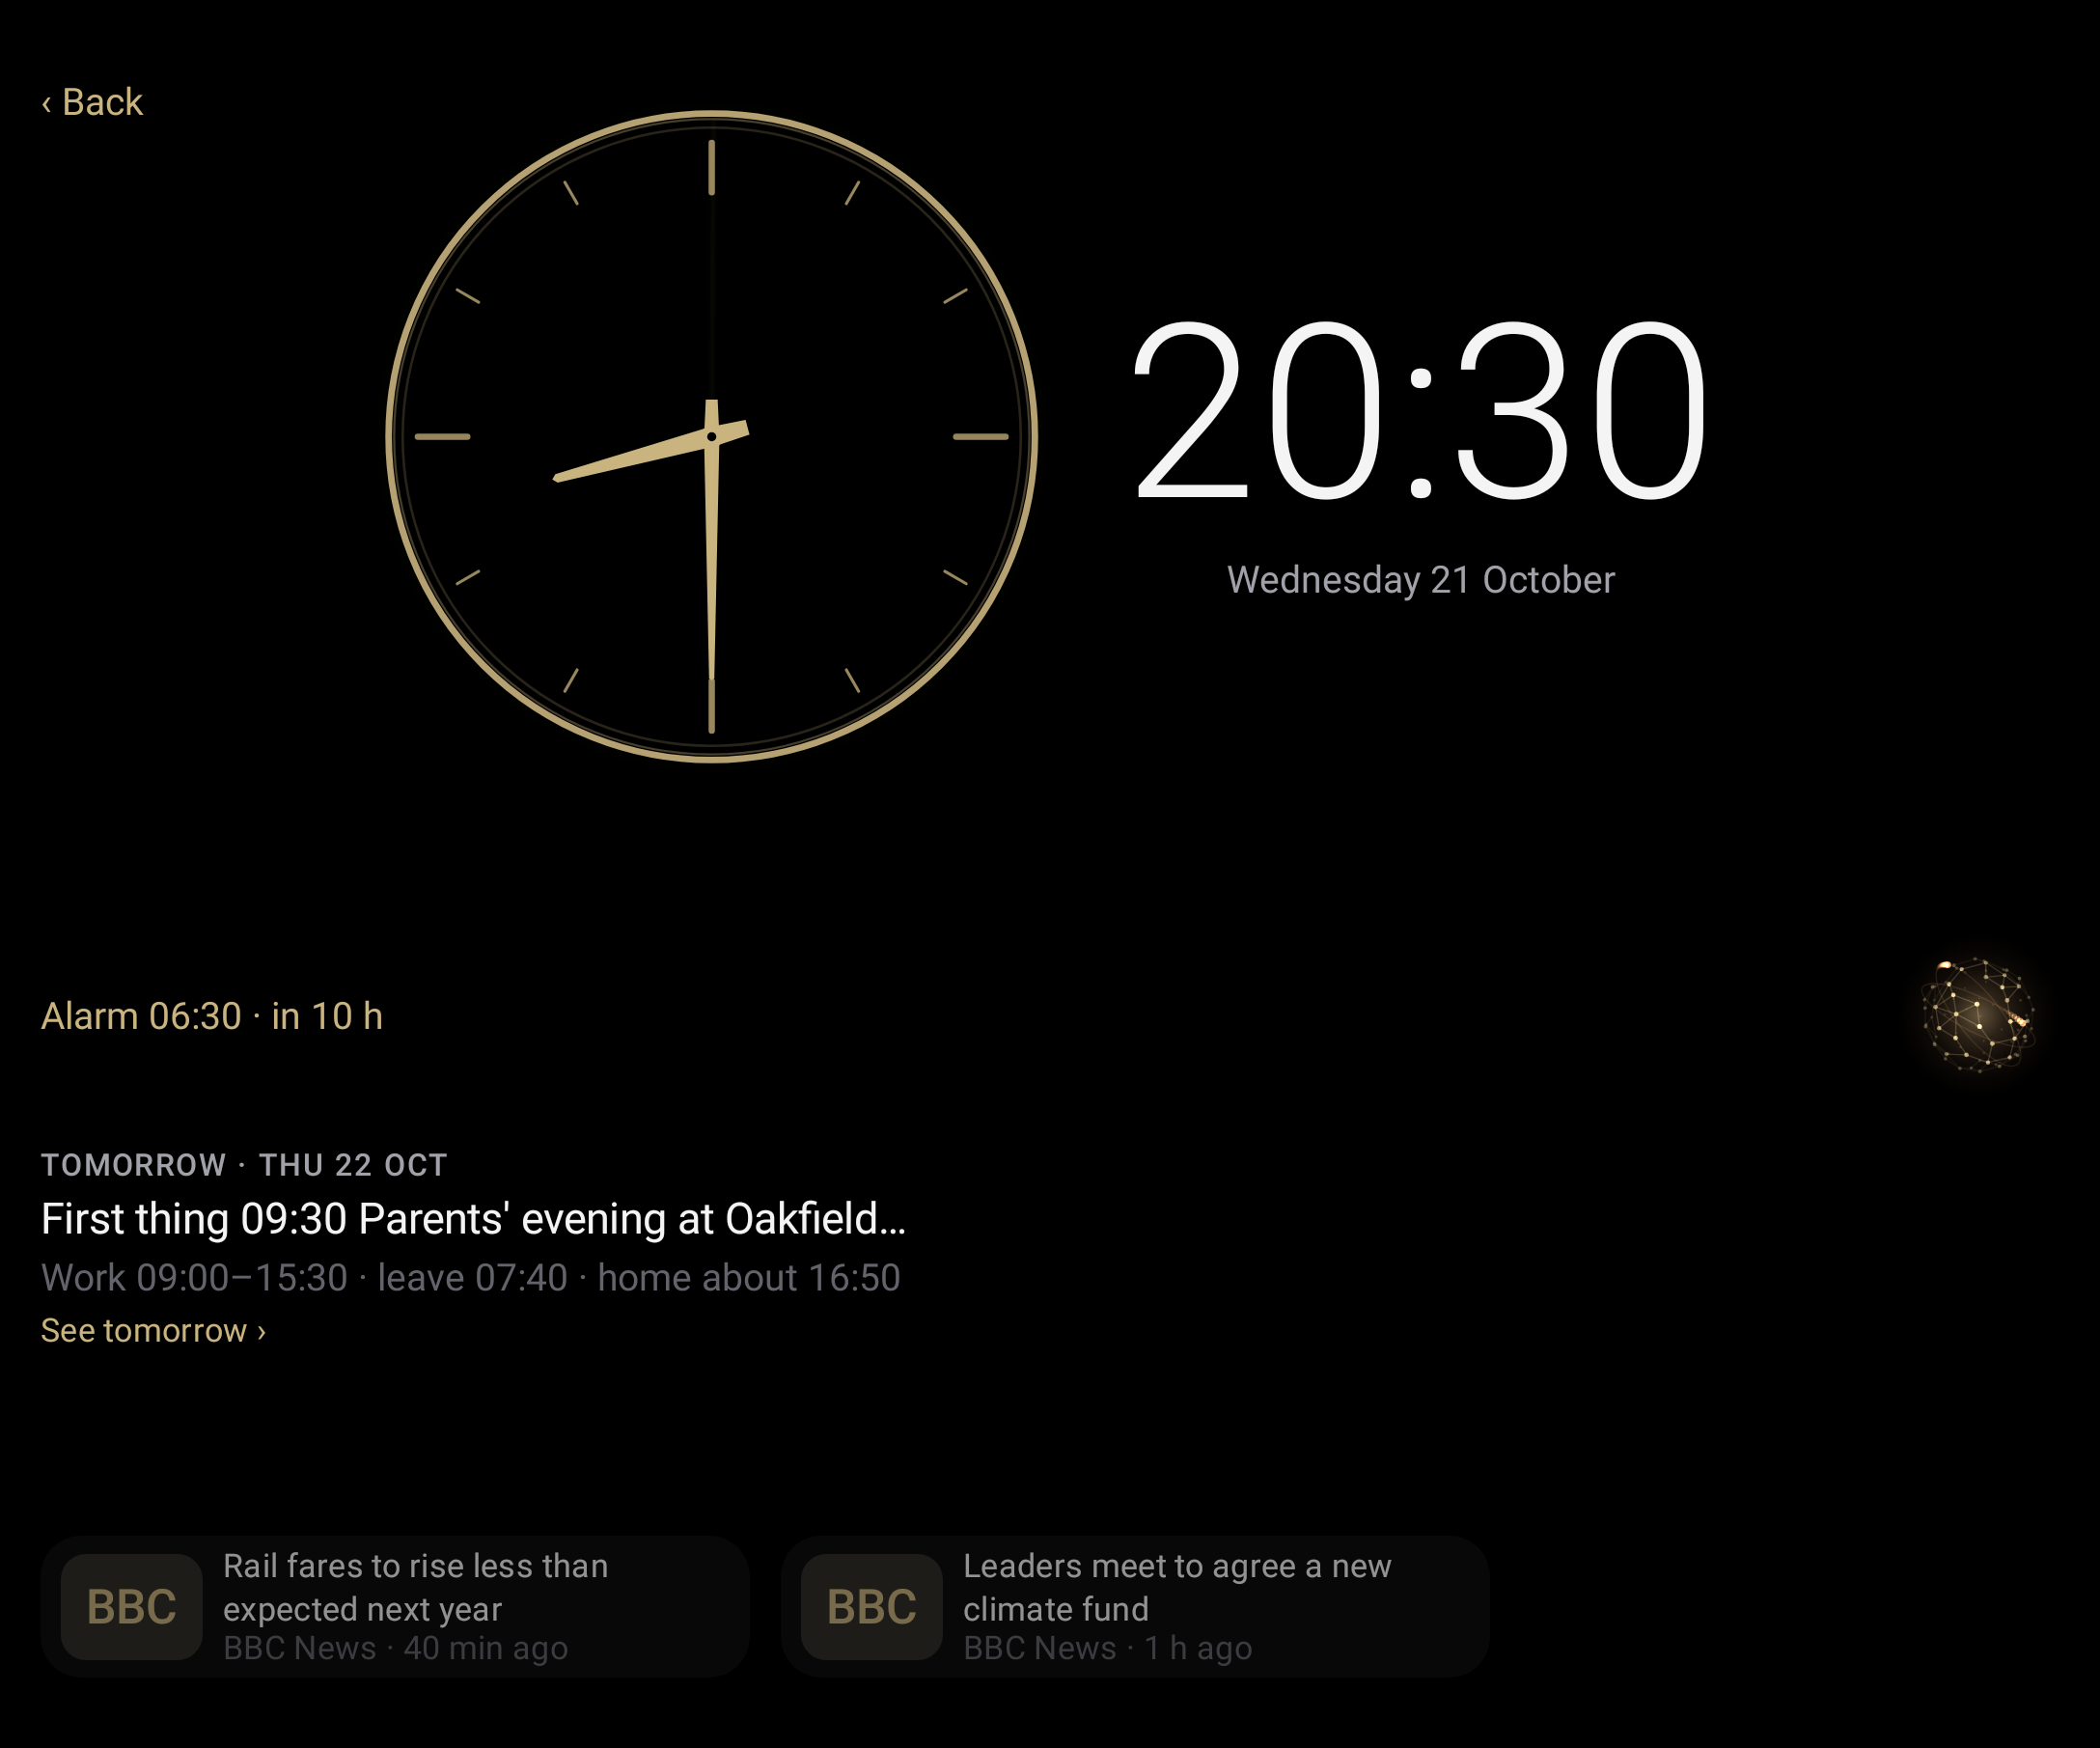 ‹ Back
20:30
Wednesday 21 October
Alarm 06:30 · in 10 h
TOMORROW · THU 22 OCT
First thing 09:30 Parents' evening at Oakfield…
Work 09:00–15:30 · leave 07:40 · home about 16:50
See tomorrow ›
BBC
Rail fares to rise less than
expected next year
BBC News · 40 min ago
BBC
Leaders meet to agree a new
climate fund
BBC News · 1 h ago